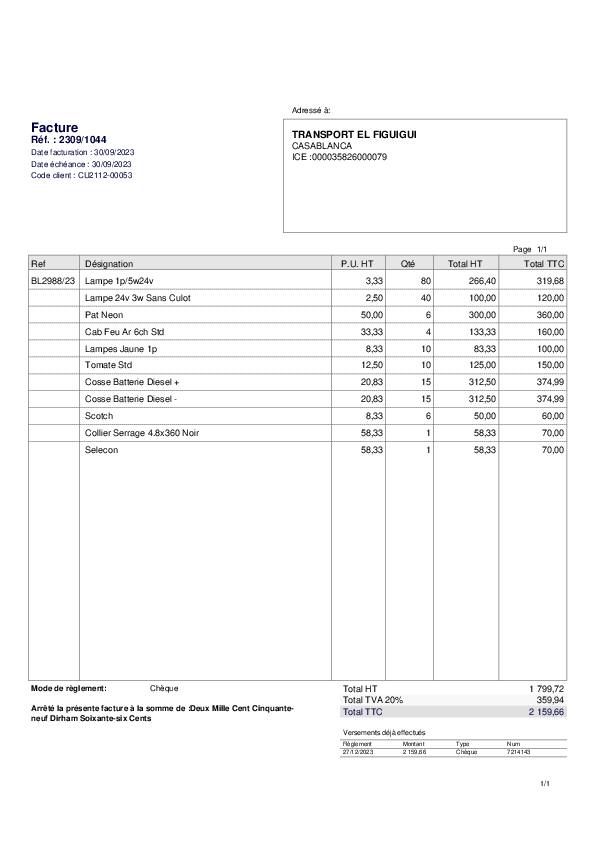 Adressé à:
Facture
Réf. : 2309/1044
Date facturation : 30/09/2023
Date échéance : 30/09/2023
Code client : CU2112-00053
TRANSPORT EL FIGUIGUI
CASABLANCA
ICE :000035826000079
Page 1/1
Ref Désignation P.U. HT Qté Total HT Total TTC
BL2988/23 Lampe 1p/5w24v 3,33 80 266,40 319,68
Lampe 24v 3w Sans Culot 2,50 40 100,00 120,00
Pat Neon 50,00 6 300,00 360,00
Cab Feu Ar 6ch Std 33,33 4 133,33 160,00
Lampes Jaune 1p 8,33 10 83,33 100,00
Tomate Std 12,50 10 125,00 150,00
Cosse Batterie Diesel + 20,83 15 312,50 374,99
Cosse Batterie Diesel - 20,83 15 312,50 374,99
Scotch 8,33 6 50,00 60,00
Collier Serrage 4.8x360 Noir 58,33 1 58,33 70,00
Selecon 58,33 1 58,33 70,00
Mode de règlement: Chèque
Total HT 1 799,72
Total TVA 20% 359,94
Total TTC 2 159,66
Arrêté la présente facture à la somme de :Deux Mille Cent Cinquante-
neuf Dirham Soixante-six Cents
Versements déjà effectués
Règlement Montant Type Num
27/12/2023 2 159,66 Chèque 7214143
1/1